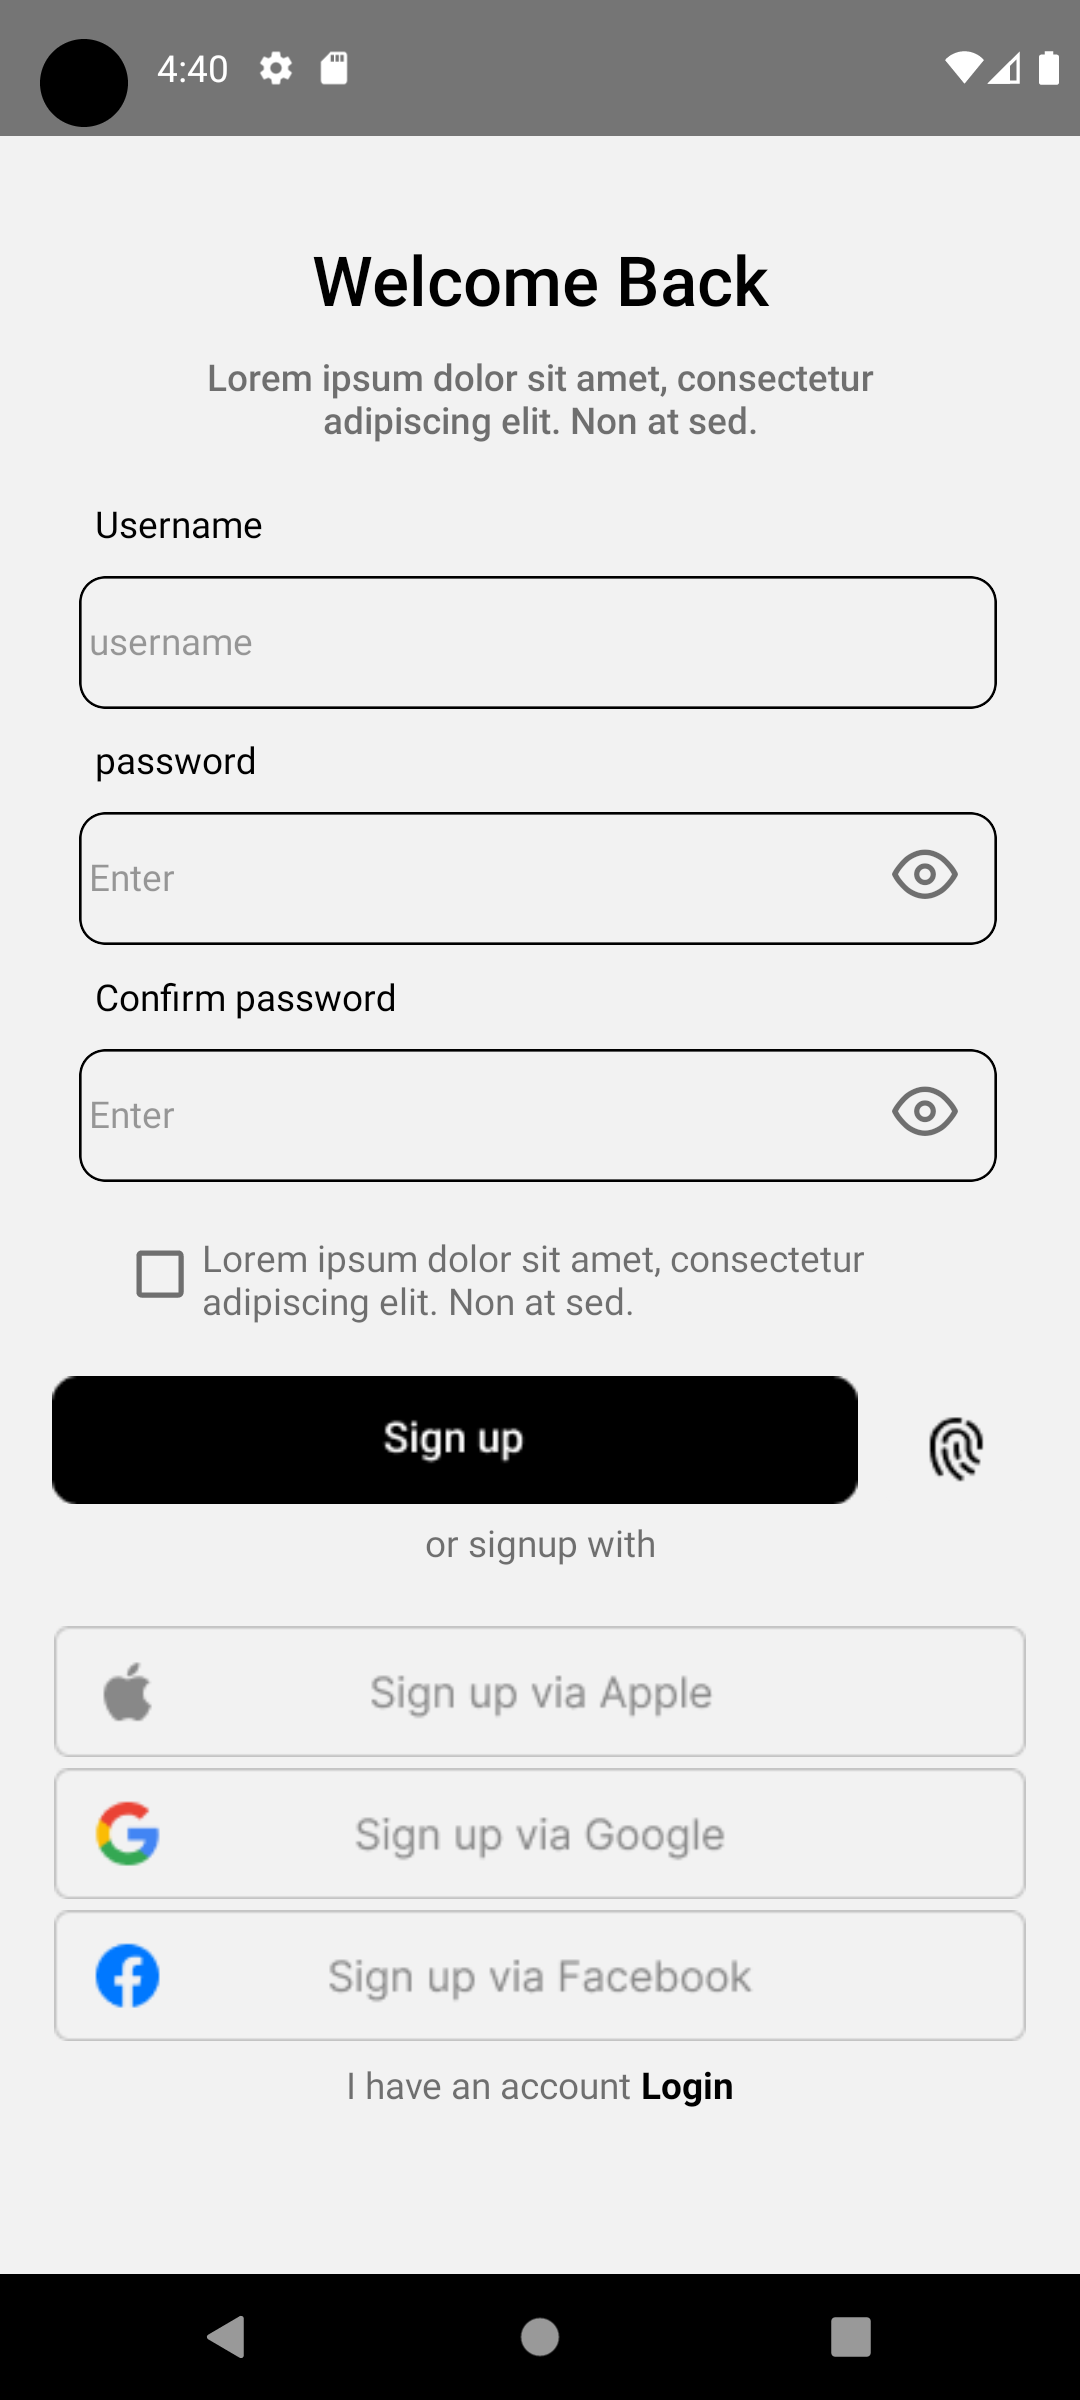 4:40
Welcome Back
Lorem ipsum dolor sit amet, consectetur
adipiscing elit. Non at sed.
Username
username
password
Enter
Confirm password
Enter
Lorem ipsum dolor sit amet, consectetur
adipiscing elit. Non at sed.
Sign up
or signup with
Sign up via Apple
Sign up via Google
Sign up via Facebook
I have an account Login